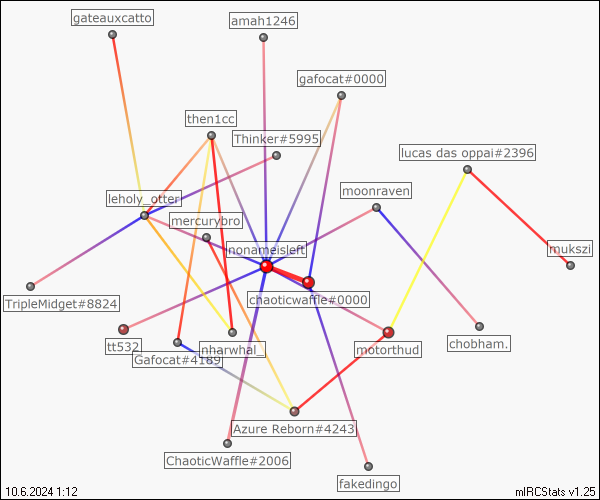 gateauxcatto
amah1246
gafocat#0000
then1cc
Thinker#5995
lucas das oppai#2396
moonraven
leholy_otter
mercurybro
nonameisleft
mukszi
TripleMidget#8824
chaoticwaffle#0000
tt532
Gafocat#4189
nharwhal_
motorthud
chobham.
Azure Reborn#4243
ChaoticWaffle#2006
fakedingo
10.6.2024 1:12
mIRCStats v1.25